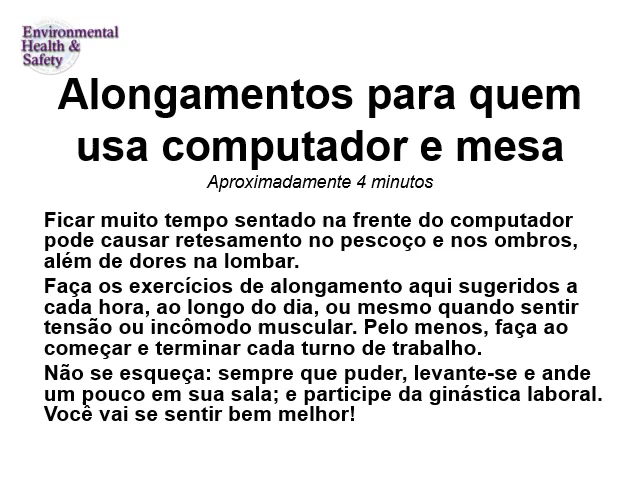 Environmental
Health &
Safety
Alongamentos para quem
usa computador e mesa
Aproximadamente 4 minutos
Ficar muito tempo sentado na frente do computador
pode causar retesamento no pescoço e nos ombros,
além de dores na lombar.
Faça os exercícios de alongamento aqui sugeridos a
cada hora, ao longo do dia, ou mesmo quando sentir
tensão ou incômodo muscular. Pelo menos, faça ao
começar e terminar cada turno de trabalho.
Não se esqueça: sempre que puder, levante-se e ande
um pouco em sua sala; e participe da ginástica laboral.
Você vai se sentir bem melhor!